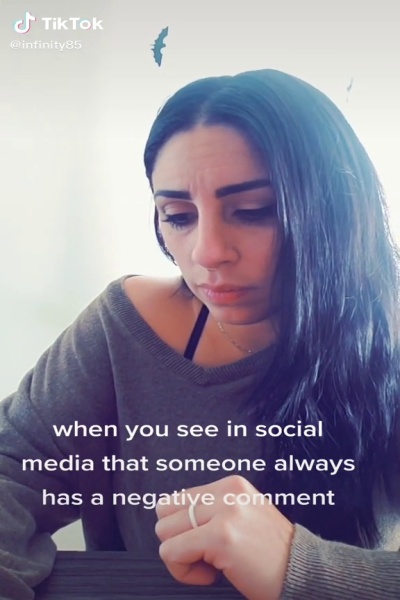 TikTok
@infinity85
when you see in social
media that someone always
has a negative comment